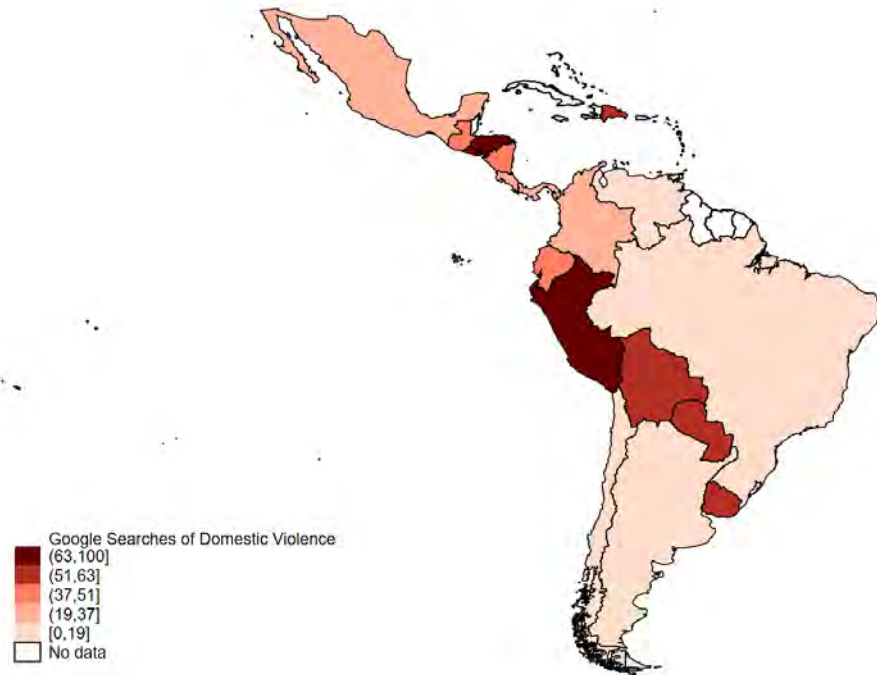 Google Searches of Domestic Violence
(63,100]
(51,63]
(37,51]
(19,37]
[0,19]
No data